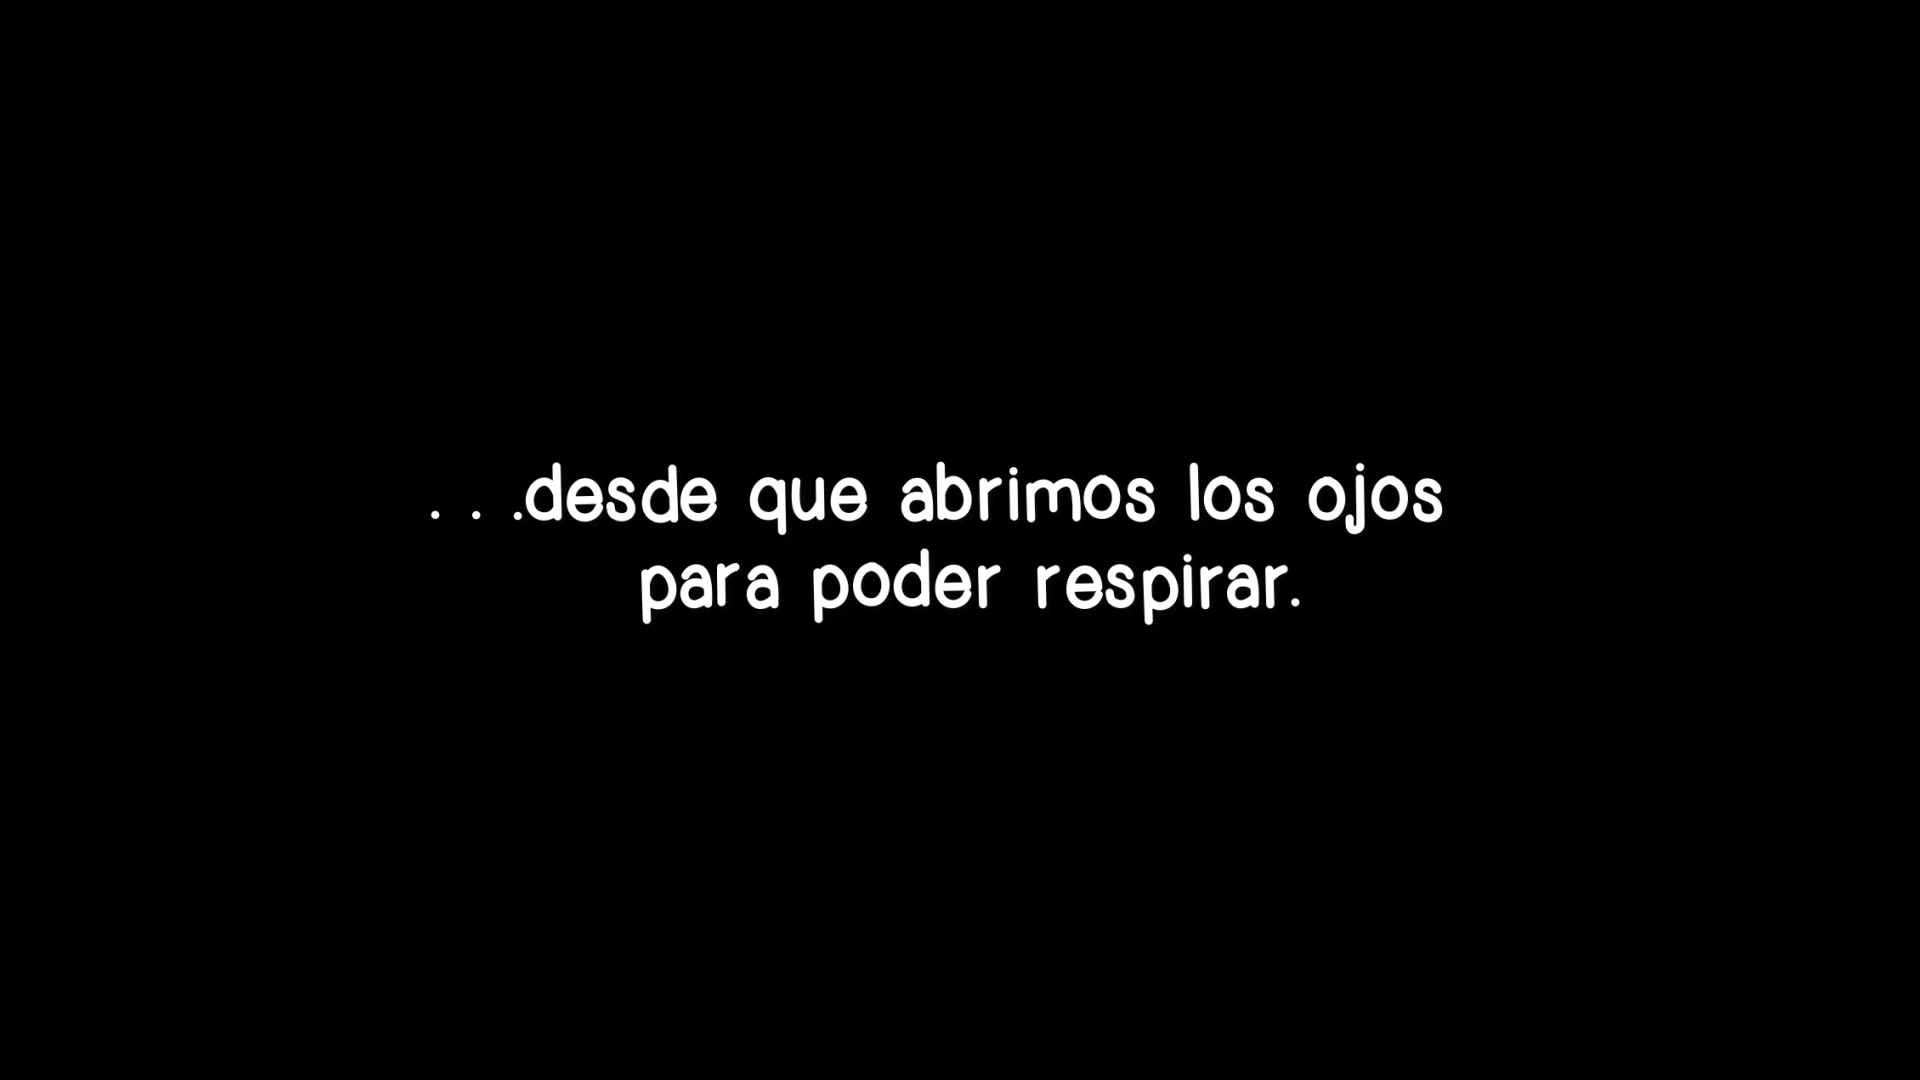 . . .desde que abrimos los ojos
para poder respirar.